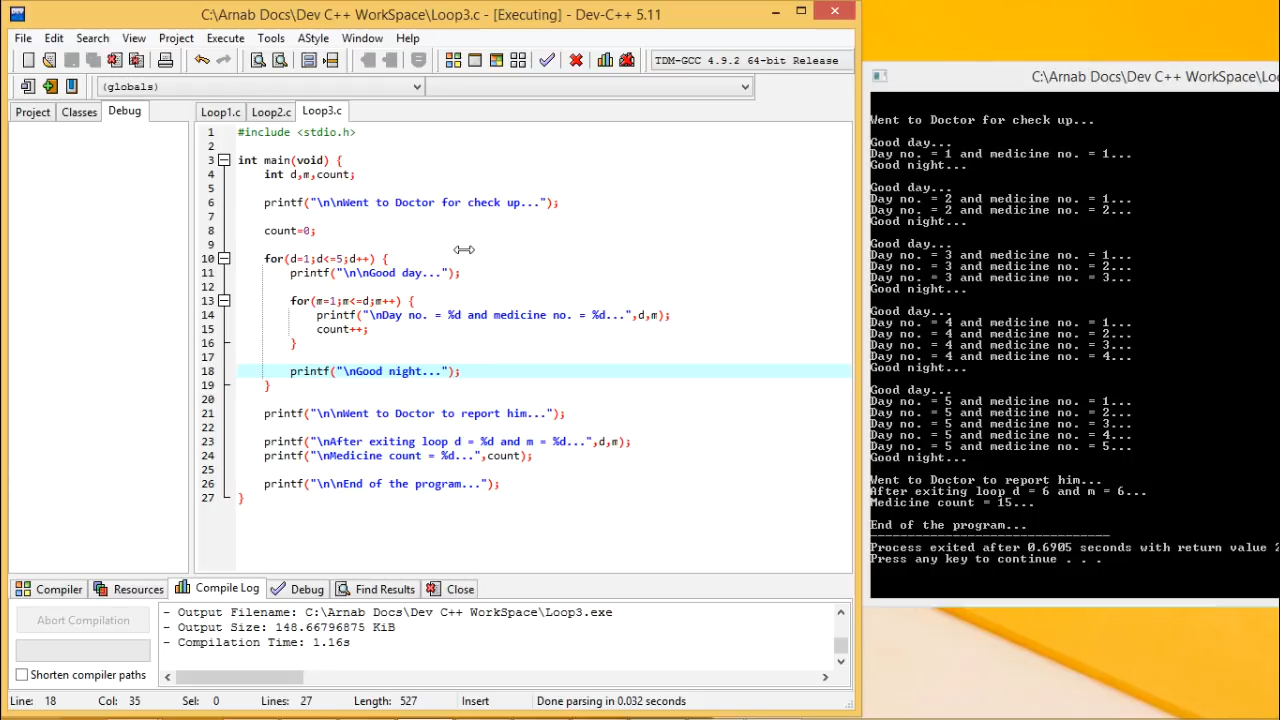 C:\Arnab Docs\Dev C++ WorkSpace\Loop3.c - [Executing] - Dev-C++ 5.11
File Edit Search View Project Execute Tools AStyle Window Help
TDM-GCC 4.9.2 64-bit Release
(globals)
Project Classes Debug
Loop1.c Loop2.c Loop3.c
1 #include <stdio.h>
2
3 int main(void) {
4 int d,m,count;
5
6 printf("\n\nWent to Doctor for check up...");
7
8 count=0;
9
10 for(d=1;d<=5;d++) {
11 printf("\n\nGood day...");
12
13 for(m=1;m<=d;m++) {
14 printf("\nDay no. = %d and medicine no. = %d...",d,m);
15 count++;
16 }
17
18 printf("\nGood night...");
19 }
20
21 printf("\n\nWent to Doctor to report him...");
22
23 printf("\nAfter exiting loop d = %d and m = %d...",d,m);
24 printf("\nMedicine count = %d...",count);
25
26 printf("\n\nEnd of the program...");
27 }
Compiler Resources Compile Log Debug Find Results Close
Abort Compilation
Shorten compiler paths
- Output Filename: C:\Arnab Docs\Dev C++ WorkSpace\Loop3.exe
- Output Size: 148.66796875 KiB
- Compilation Time: 1.16s
Line: 18 Col: 35 Sel: 0 Lines: 27 Length: 527 Insert Done parsing in 0.032 seconds
C:\Arnab Docs\Dev C++ WorkSpace\Lo
Went to Doctor for check up...
Good day...
Day no. = 1 and medicine no. = 1...
Good night...
Good day...
Day no. = 2 and medicine no. = 1...
Day no. = 2 and medicine no. = 2...
Good night...
Good day...
Day no. = 3 and medicine no. = 1...
Day no. = 3 and medicine no. = 2...
Day no. = 3 and medicine no. = 3...
Good night...
Good day...
Day no. = 4 and medicine no. = 1...
Day no. = 4 and medicine no. = 2...
Day no. = 4 and medicine no. = 3...
Day no. = 4 and medicine no. = 4...
Good night...
Good day...
Day no. = 5 and medicine no. = 1...
Day no. = 5 and medicine no. = 2...
Day no. = 5 and medicine no. = 3...
Day no. = 5 and medicine no. = 4...
Day no. = 5 and medicine no. = 5...
Good night...
Went to Doctor to report him...
After exiting loop d = 6 and m = 6...
Medicine count = 15...
End of the program...
--------------------------------
Process exited after 0.6905 seconds with return value 2
Press any key to continue . . .